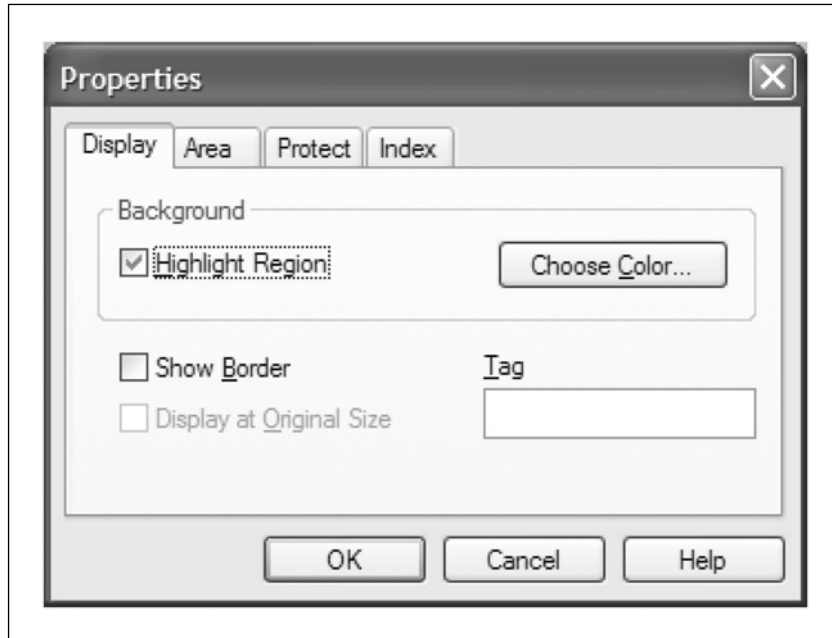 Properties
Display Area Protect Index
Background
Highlight Region Choose Color...
Show Border Tag
Display at Original Size
OK Cancel Help